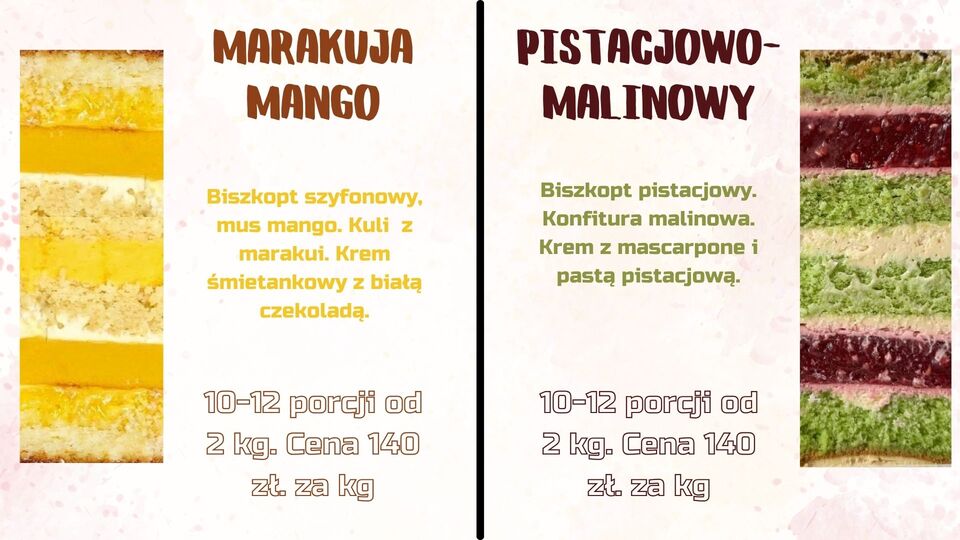 MARAKUJA
MANGO
Biszkopt szyfonowy,
mus mango. Kuli z
marakui. Krem
śmietankowy z białą
czekoladą.
10-12 porcji od
2 kg. Cena 140
zł. za kg
PISTACJOWO-
MALINOWY
Biszkopt pistacjowy.
Konfitura malinowa.
Krem z mascarpone i
pastą pistacjową.
10-12 porcji od
2 kg. Cena 140
zł. za kg